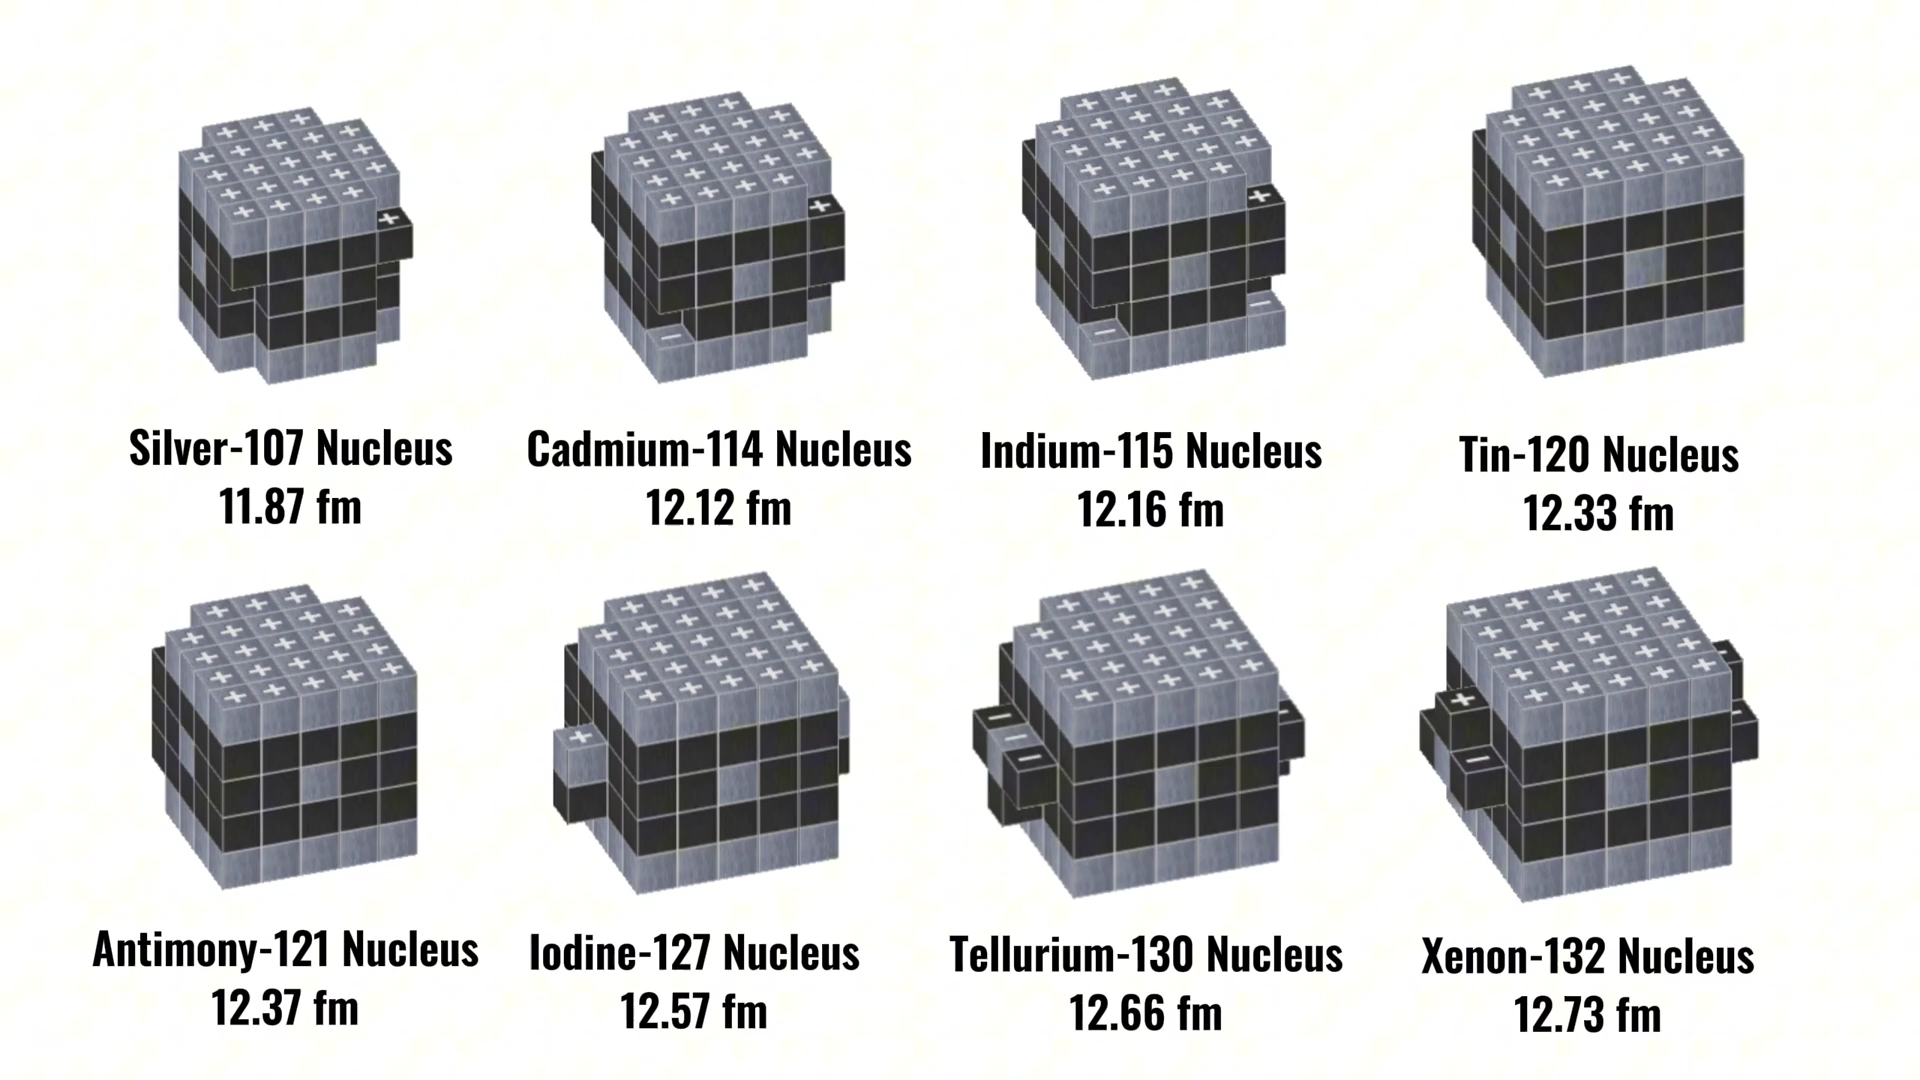 Silver-107 Nucleus
11.87 fm
Cadmium-114 Nucleus
12.12 fm
Indium-115 Nucleus
12.16 fm
Tin-120 Nucleus
12.33 fm
Antimony-121 Nucleus
12.37 fm
Iodine-127 Nucleus
12.57 fm
Tellurium-130 Nucleus
12.66 fm
Xenon-132 Nucleus
12.73 fm